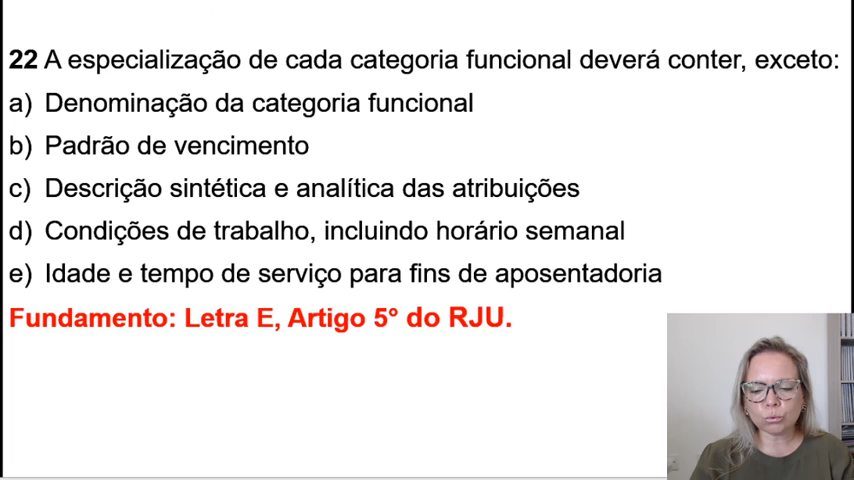 22 A especialização de cada categoria funcional deverá conter, exceto:
a) Denominação da categoria funcional
b) Padrão de vencimento
c) Descrição sintética e analítica das atribuições
d) Condições de trabalho, incluindo horário semanal
e) Idade e tempo de serviço para fins de aposentadoria
Fundamento: Letra E, Artigo 5° do RJU.